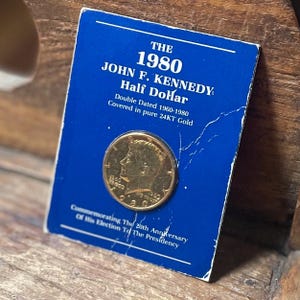 THE
1980
JOHN F. KENNEDY
Half Dollar
Double Dated 1960-1980
Covered in pure 24KT Gold
Commemorating The 20th Anniversary
Of His Election To The Presidency